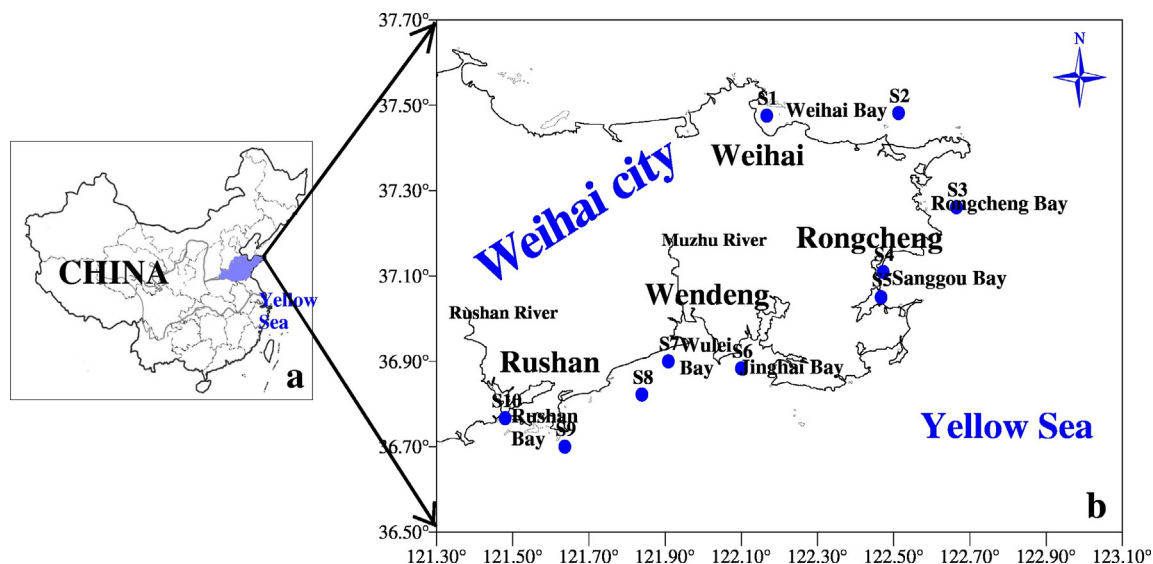 CHINA
Yellow
Sea
a
37.70°
37.50°
37.30°
37.10°
36.90°
36.70°
36.50°
121.30°
121.50°
121.70°
121.90°
122.10°
122.30°
122.50°
122.70°
122.90°
123.10°
N
S1
Weihai Bay
S2
Weihai
Weihai city
S3
Rongcheng Bay
Muzhu River
Rongcheng
S4
S5
Sanggou Bay
Wendeng
Rushan River
S7
Wulei
Bay
S6
Jinghai Bay
Rushan
S8
S10
Rushan
Bay
S9
Yellow Sea
b